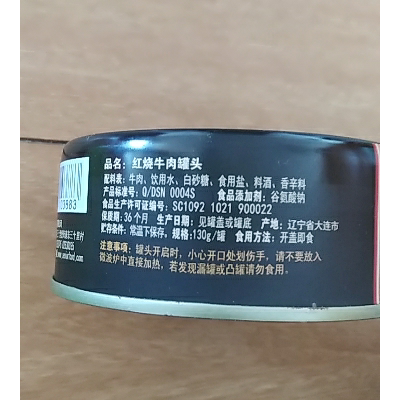 品名：红烧牛肉罐头
配料表：牛肉、饮用水、白砂糖、食用盐、料酒、香辛料
产品标准号：Q/DSN 0004S 食品添加剂：谷氨酸钠
食品生产许可证编号：SC1092 1021 900022
保质期：36个月 生产日期：见罐盖或罐底 产地：辽宁省大连市
贮存条件：常温下保存。规格：130g/罐 食用方法：开盖即食
注意事项：罐头开启时，小心开口处划伤手，请不要放入
微波炉中直接加热，若发现漏罐或凸罐请勿食用。